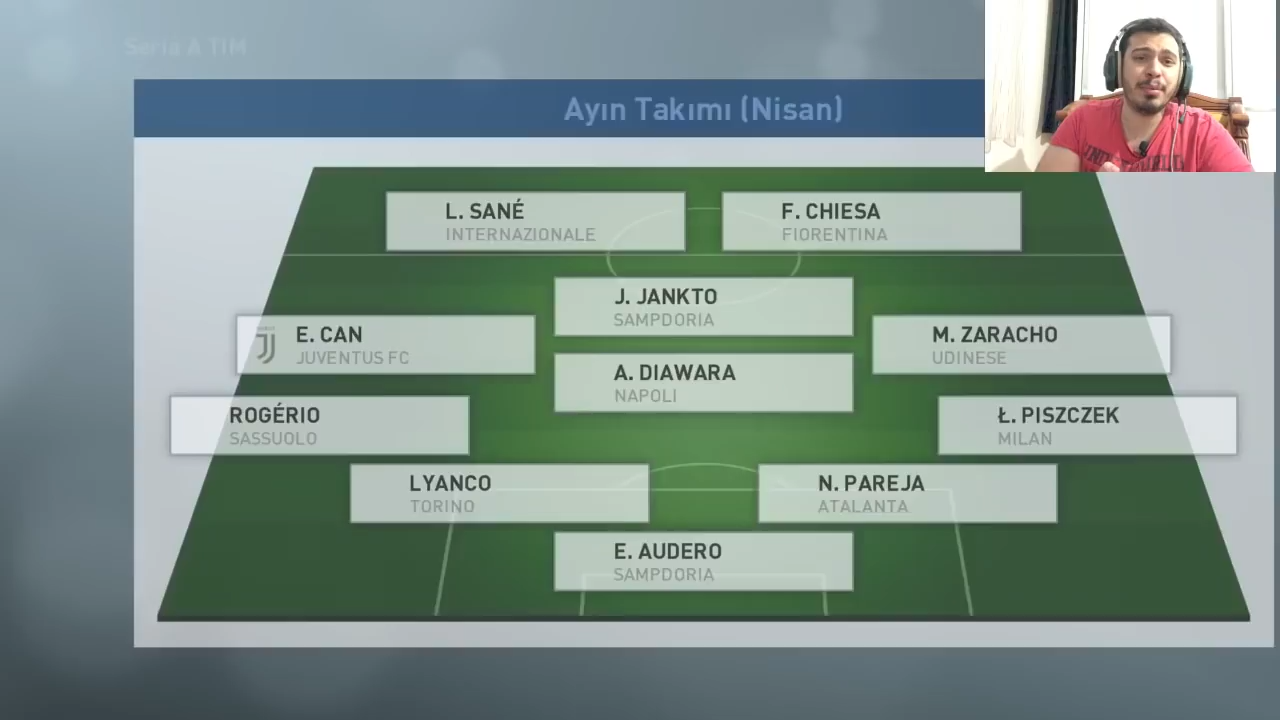 Serie A TIM
Ayın Takımı (Nisan)
L. SANÉ
INTERNAZIONALE
F. CHIESA
FIORENTINA
J. JANKTO
SAMPDORIA
E. CAN
JUVENTUS FC
M. ZARACHO
UDINESE
A. DIAWARA
NAPOLI
ROGÉRIO
SASSUOLO
Ł. PISZCZEK
MILAN
LYANCO
TORINO
N. PAREJA
ATALANTA
E. AUDERO
SAMPDORIA